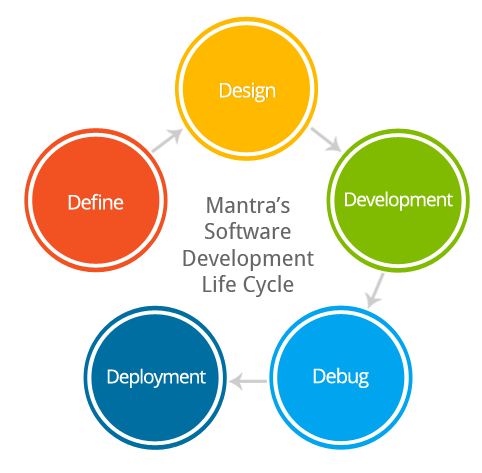 Design
Define
Development
Mantra’s
Software
Development
Life Cycle
Deployment
Debug